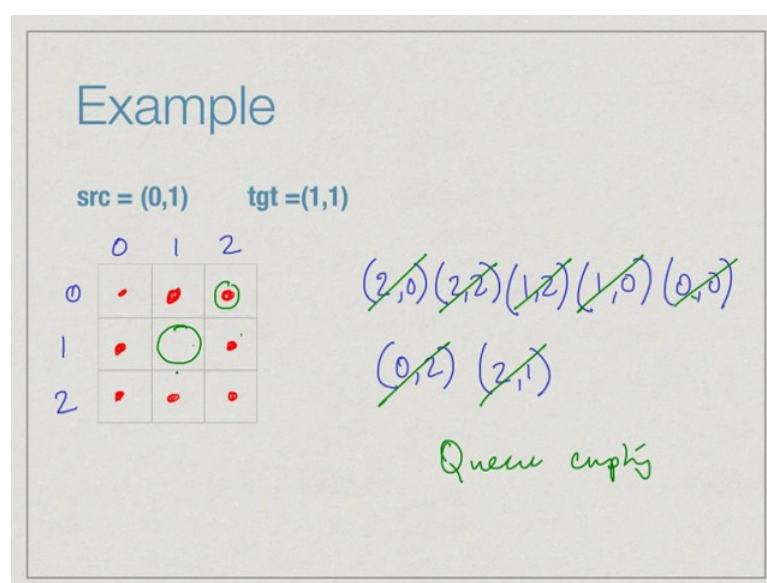 Example
src = (0,1) tgt =(1,1)
0 1 2
0
1
2
(2,0) (2,2) (1,2) (1,0) (0,0)
(0,2) (2,1)
Queue empty